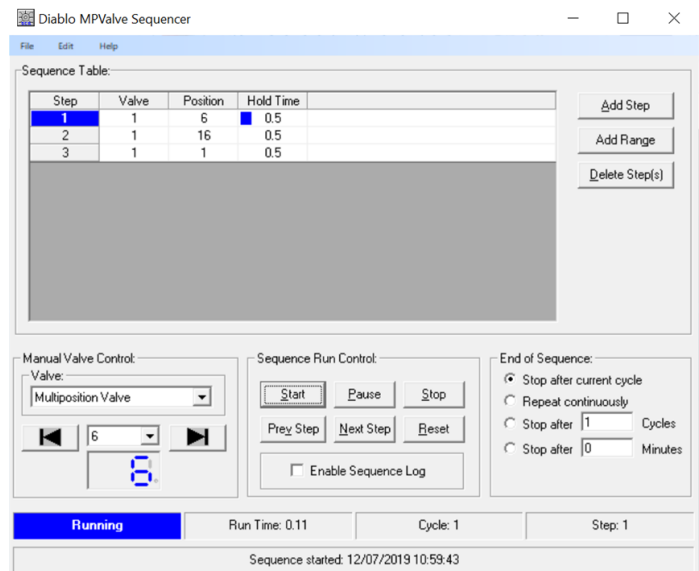 Diablo MPValve Sequencer
File Edit Help
Sequence Table:
Step Valve Position Hold Time
1 1 6 0.5
2 1 16 0.5
3 1 1 0.5
Add Step
Add Range
Delete Step(s)
Manual Valve Control:
Valve:
Multiposition Valve
6
6
Sequence Run Control:
Start Pause Stop
Prev Step Next Step Reset
Enable Sequence Log
End of Sequence:
Stop after current cycle
Repeat continuously
Stop after 1 Cycles
Stop after 0 Minutes
Running Run Time: 0.11 Cycle: 1 Step: 1
Sequence started: 12/07/2019 10:59:43